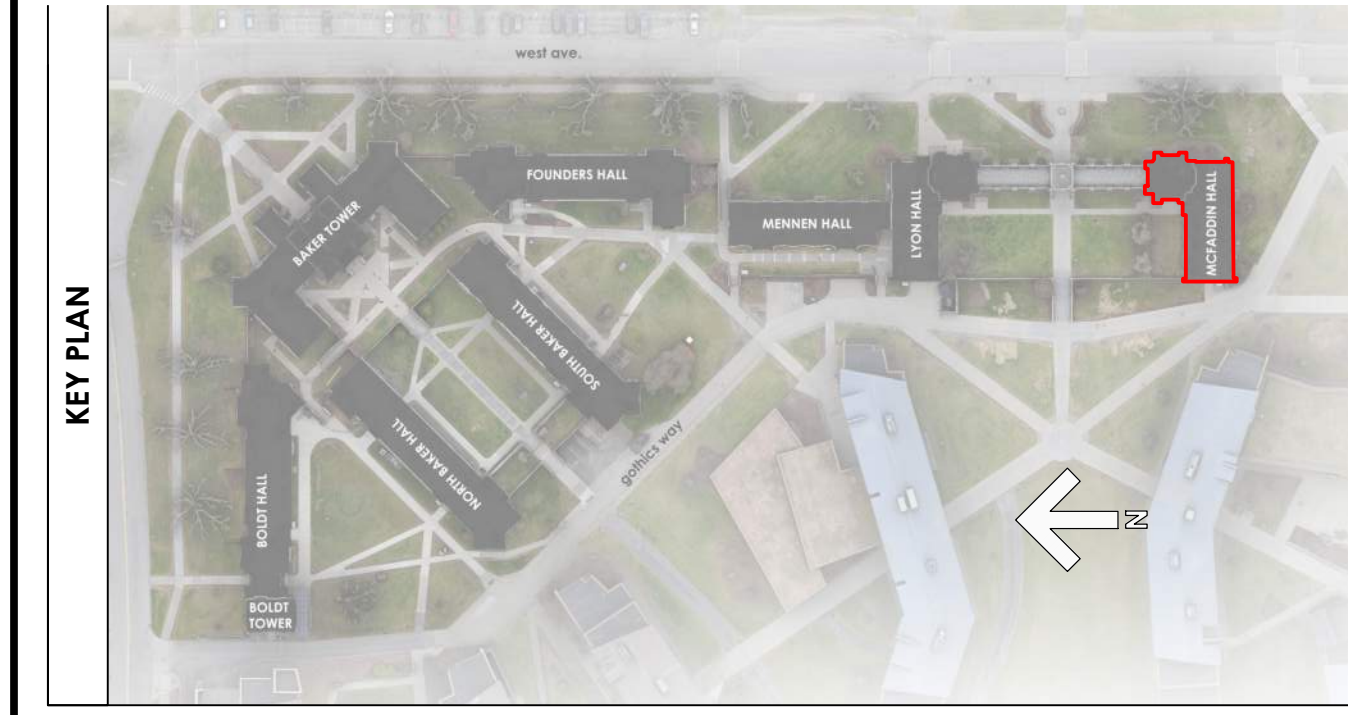 KEY PLAN
west ave.
FOUNDERS HALL
BAKER TOWER
MENNEN HALL
LYON HALL
MCFADDIN HALL
SOUTH BAKER HALL
NORTH BAKER HALL
gothics way
BOLDT HALL
BOLDT
TOWER
N